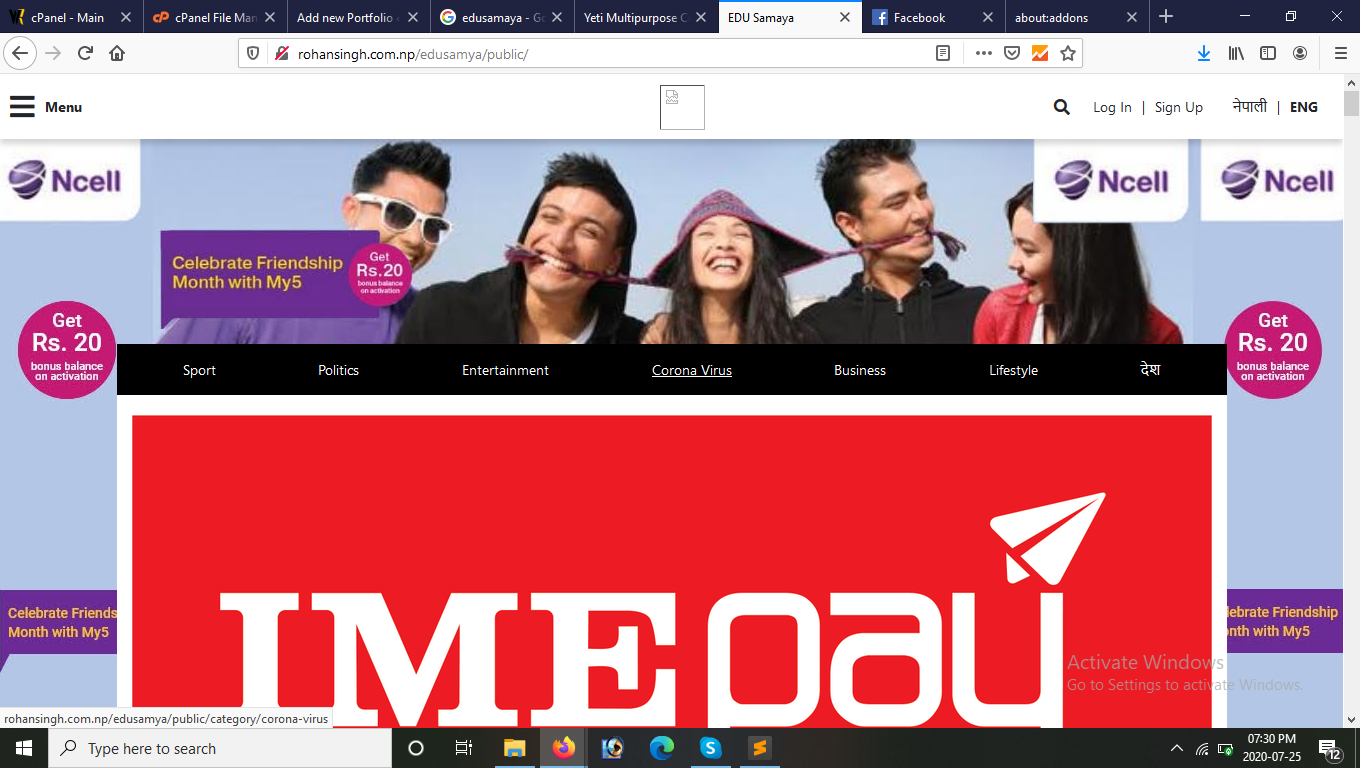 cPanel - Main
cPanel File Man
Add new Portfolio
edusamaya - Go
Yeti Multipurpose C
EDU Samaya
Facebook
about:addons
rohansingh.com.np/edusamya/public/
Menu
Log In | Sign Up
नेपाली | ENG
Ncell
Ncell
Ncell
Celebrate Friendship
Month with My5
Get
Rs.20
bonus balance
on activation
Get
Rs. 20
bonus balance
on activation
Get
Rs. 20
bonus balance
on activation
Sport
Politics
Entertainment
Corona Virus
Business
Lifestyle
देश
IME pay
Celebrate Friends
Month with My5
lebrate Friendship
nth with My5
Activate Windows
Go to Settings to activate Windows.
rohansingh.com.np/edusamya/public/category/corona-virus
Type here to search
07:30 PM
2020-07-25
12